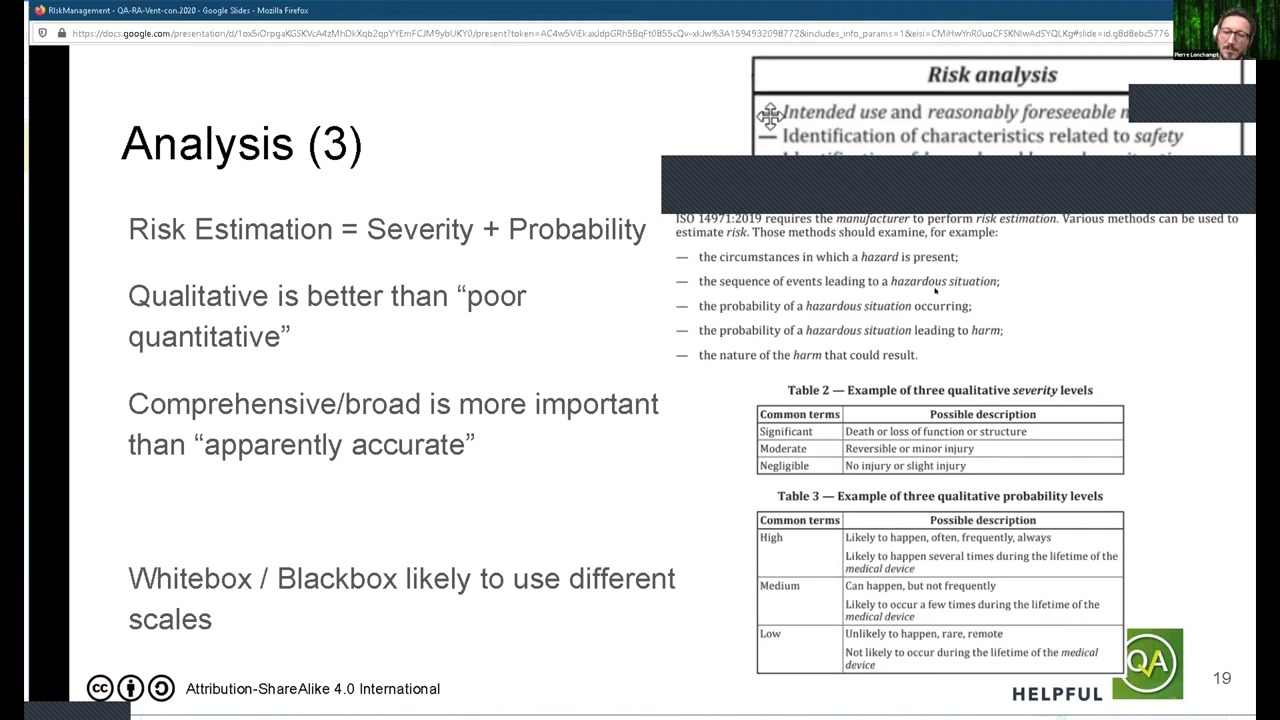 RiskManagement - QA-RA-Vent-con.2020 - Google Slides - Mozilla Firefox
Pierre Lonchampt
Analysis (3)
Risk Estimation = Severity + Probability
Qualitative is better than “poor
quantitative”
Comprehensive/broad is more important
than “apparently accurate”
Whitebox / Blackbox likely to use different
scales
Risk analysis
— Intended use and reasonably foreseeable
— Identification of characteristics related to safety
ISO 14971:2019 requires the manufacturer to perform risk estimation. Various methods can be used to
estimate risk. Those methods should examine, for example:
— the circumstances in which a hazard is present;
— the sequence of events leading to a hazardous situation;
— the probability of a hazardous situation occurring;
— the probability of a hazardous situation leading to harm;
— the nature of the harm that could result.
Table 2 — Example of three qualitative severity levels
Common terms Possible description
Significant Death or loss of function or structure
Moderate Reversible or minor injury
Negligible No injury or slight injury
Table 3 — Example of three qualitative probability levels
Common terms Possible description
High Likely to happen, often, frequently, always
Likely to happen several times during the lifetime of the
medical device
Medium Can happen, but not frequently
Likely to occur a few times during the lifetime of the
medical device
Low Unlikely to happen, rare, remote
Not likely to occur during the lifetime of the medical
device
cc Attribution-ShareAlike 4.0 International
HELPFUL
QA
19